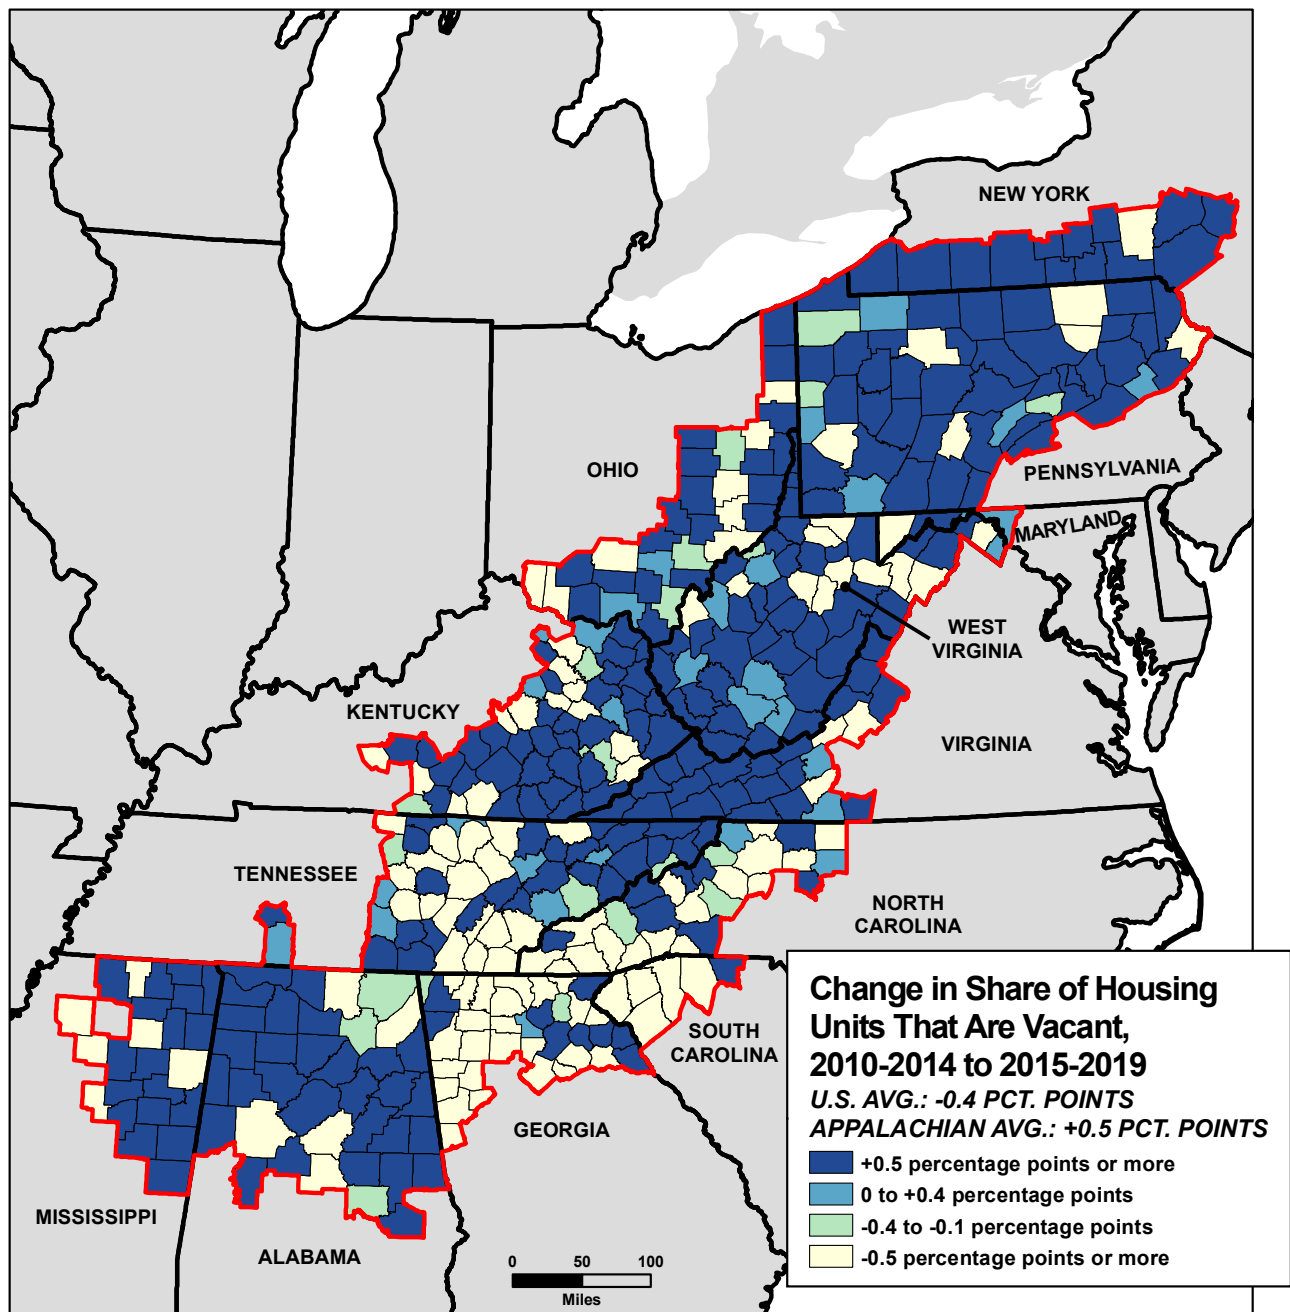 NEW YORK
OHIO
PENNSYLVANIA
MARYLAND
WEST
VIRGINIA
KENTUCKY
VIRGINIA
TENNESSEE
NORTH
CAROLINA
SOUTH
CAROLINA
GEORGIA
MISSISSIPPI
ALABAMA
Change in Share of Housing
Units That Are Vacant,
2010-2014 to 2015-2019
U.S. AVG.: -0.4 PCT. POINTS
APPALACHIAN AVG.: +0.5 PCT. POINTS
+0.5 percentage points or more
0 to +0.4 percentage points
-0.4 to -0.1 percentage points
-0.5 percentage points or more
0 50 100
Miles